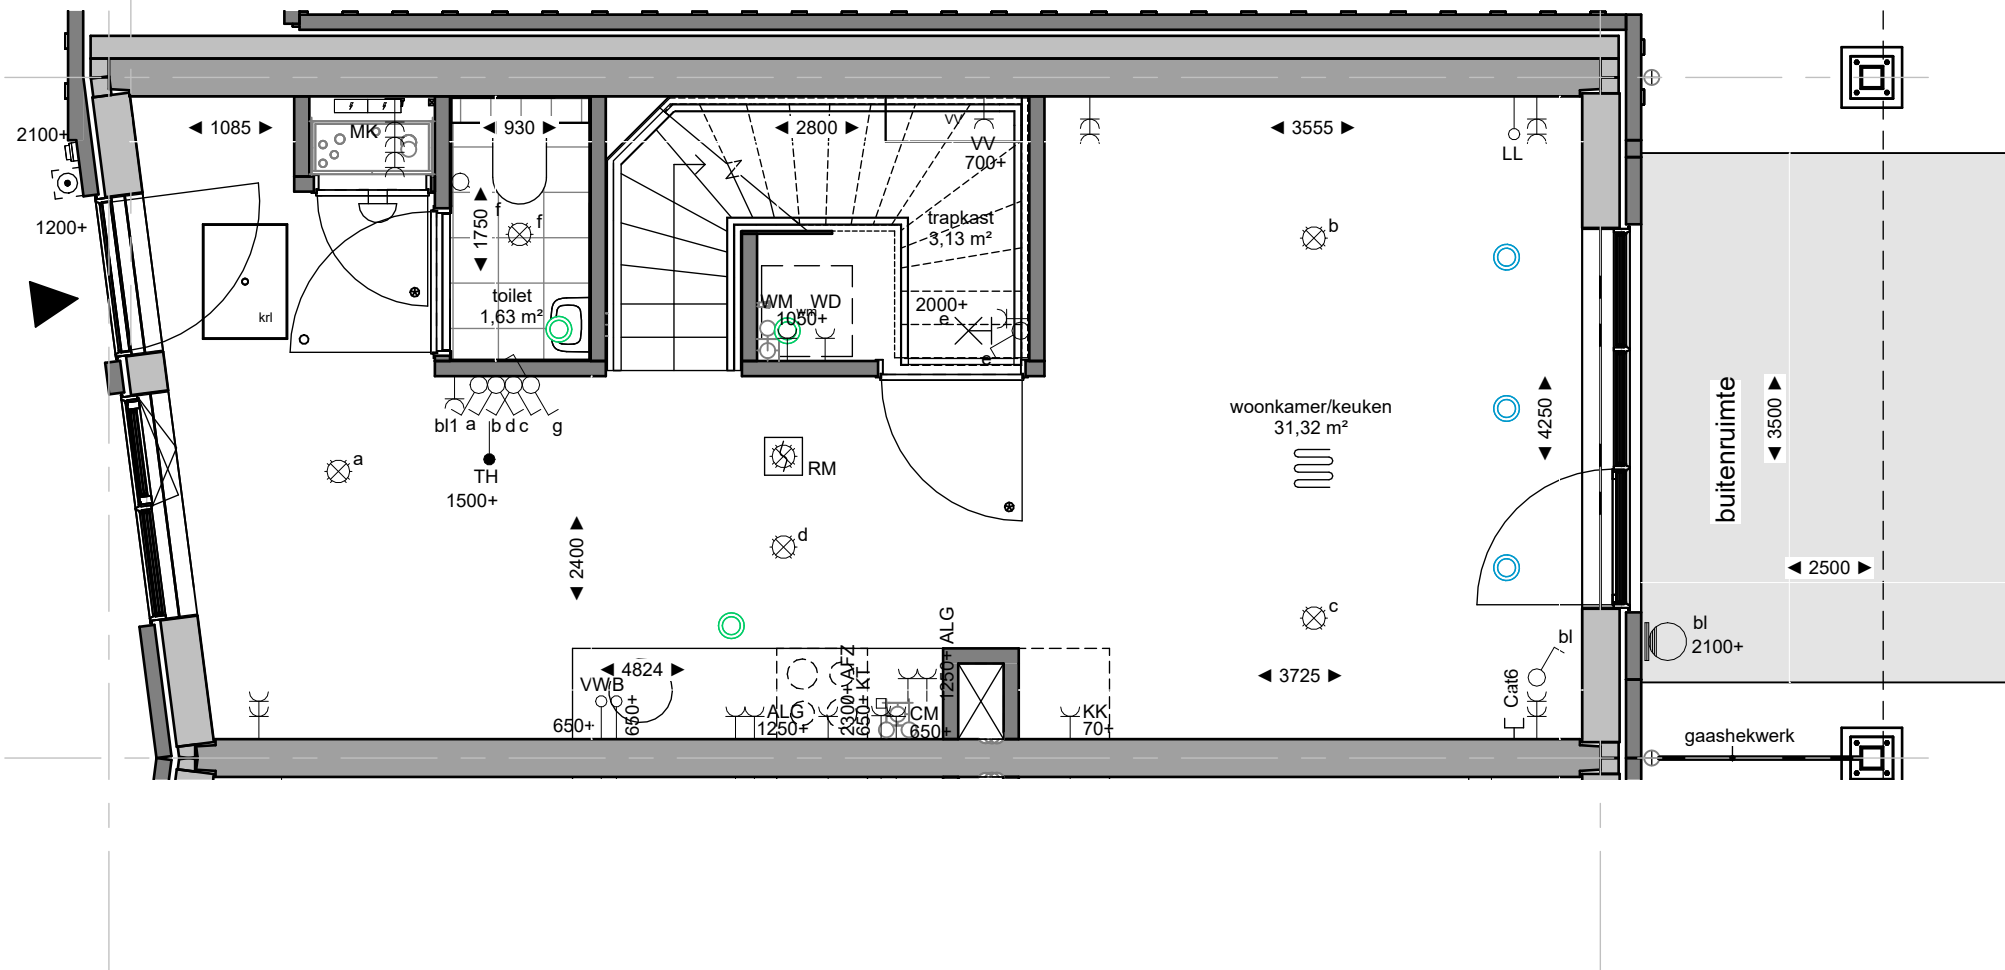 2100+
1085
MK
930
2800
VV
VV
700+
3555
LL
1200+
1750
f
f
trapkast
3,13 m²
b
krl
toilet
1,63 m²
WM
WD
wm
1050+
2000+
e
e
woonkamer/keuken
31,32 m²
4250
buitenruimte
3500
bl1
a
b
d
c
g
a
TH
1500+
RM
2400
d
2500
c
bl
2100+
bl
4824
VWB
650+
650+
ALG
1250+
2300+ AFZ
650+ KT
CM
650+
1250+ ALG
KK
70+
3725
Cat6
gaashekwerk